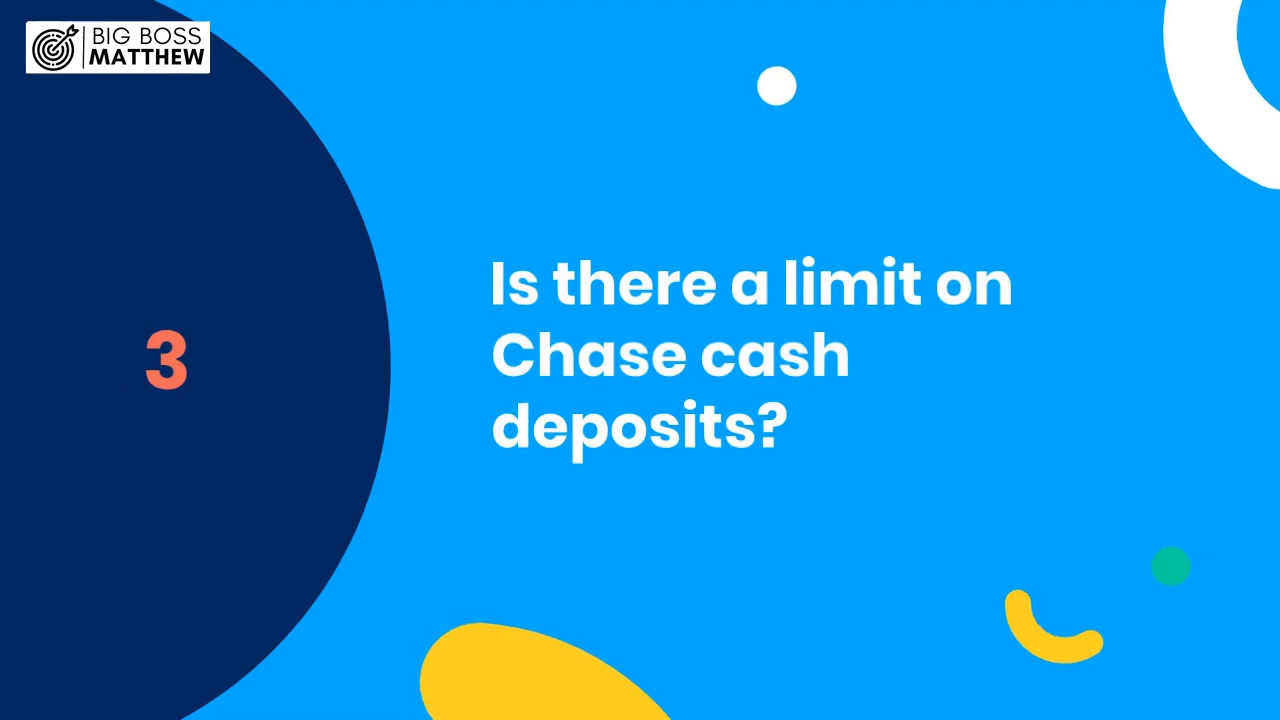 BIG BOSS
MATTHEW
3
Is there a limit on
Chase cash
deposits?